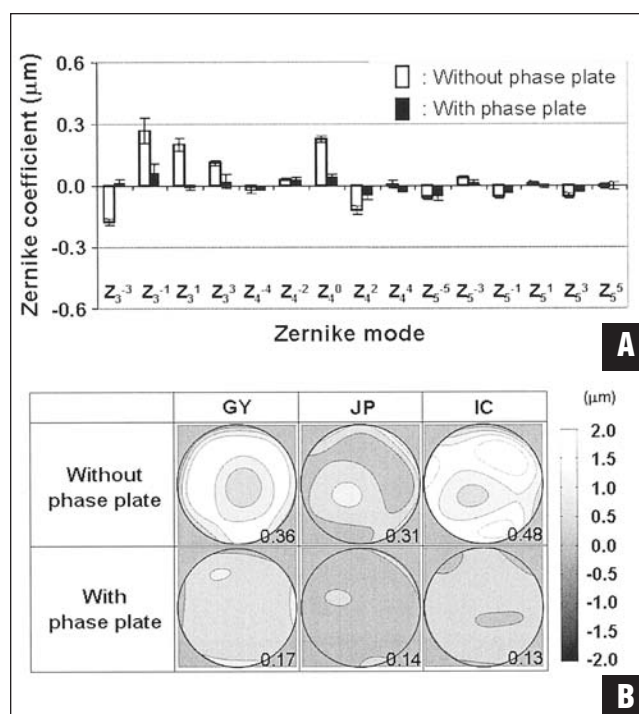 Zernike coefficient (μm)
0.6
0.3
0.0
-0.3
-0.6
: Without phase plate
: With phase plate
Z₃⁻³ Z₃⁻¹ Z₃¹ Z₃³ Z₄⁻⁴ Z₄⁻² Z₄⁰ Z₄² Z₄⁴ Z₅⁻⁵ Z₅⁻³ Z₅⁻¹ Z₅¹ Z₅³ Z₅⁵
Zernike mode
A
GY JP IC
Without
phase plate
0.36 0.31 0.48
With
phase plate
0.17 0.14 0.13
(μm)
2.0
1.5
1.0
0.5
0.0
-0.5
-1.0
-1.5
-2.0
B